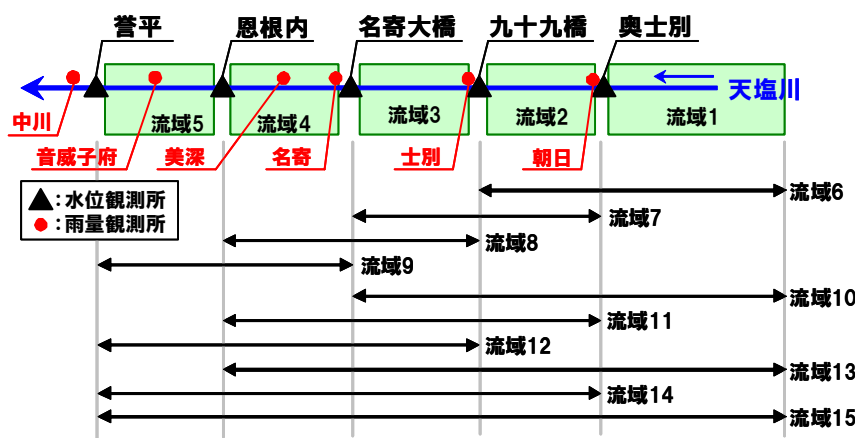 誉平
恩根内
名寄大橋
九十九橋
奥士別
天塩川
流域5
流域4
流域3
流域2
流域1
中川
音威子府
美深
名寄
士別
朝日
▲:水位観測所
●:雨量観測所
流域6
流域7
流域8
流域9
流域10
流域11
流域12
流域13
流域14
流域15